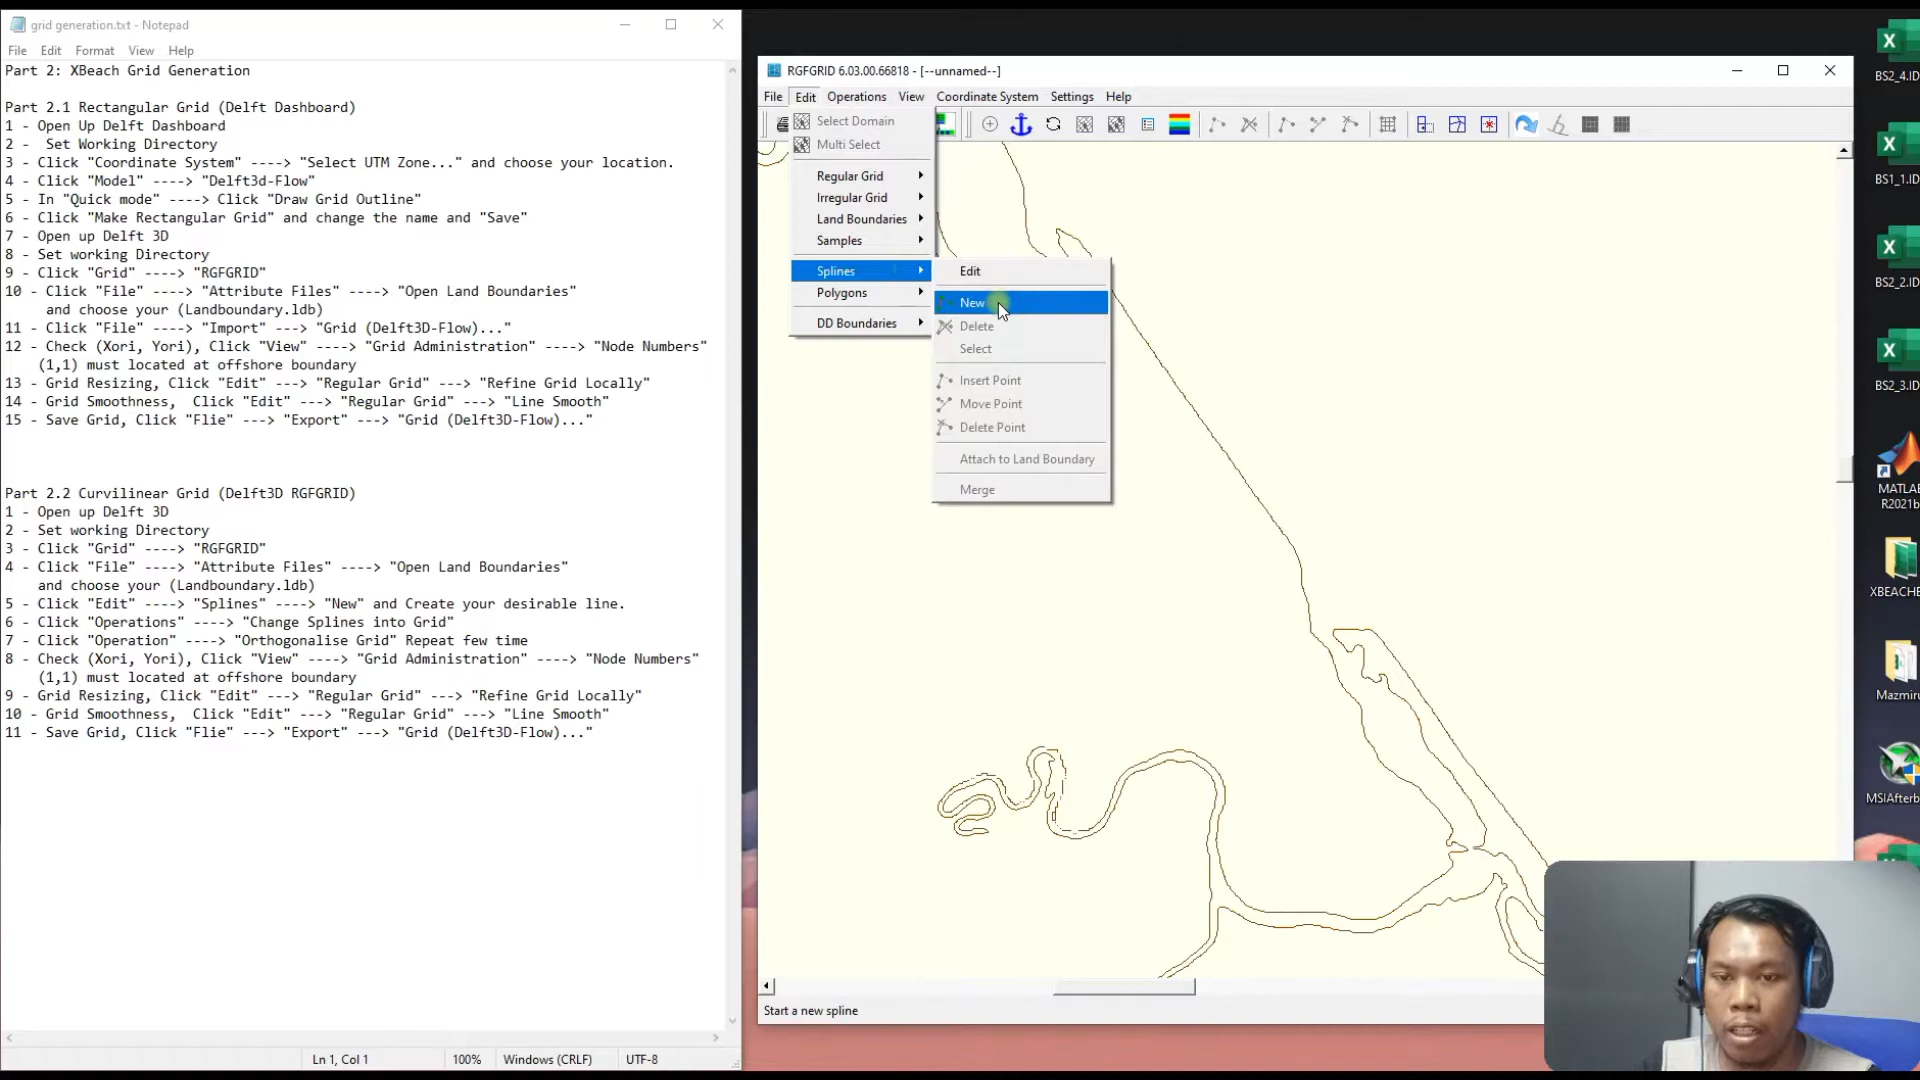 grid generation.txt - Notepad
File Edit Format View Help
Part 2: XBeach Grid Generation
Part 2.1 Rectangular Grid (Delft Dashboard)
1 - Open Up Delft Dashboard
2 -  Set Working Directory
3 - Click "Coordinate System" ----> "Select UTM Zone..." and choose your location.
4 - Click "Model" ----> "Delft3d-Flow"
5 - In "Quick mode" ----> Click "Draw Grid Outline"
6 - Click "Make Rectangular Grid" and change the name and "Save"
7 - Open up Delft 3D
8 - Set working Directory
9 - Click "Grid" ----> "RGFGRID"
10 - Click "File" ----> "Attribute Files" ----> "Open Land Boundaries"
and choose your (Landboundary.ldb)
11 - Click "File" ----> "Import" ---> "Grid (Delft3D-Flow)..."
12 - Check (Xori, Yori), Click "View" ----> "Grid Administration" ----> "Node Numbers"
(1,1) must located at offshore boundary
13 - Grid Resizing, Click "Edit" ---> "Regular Grid" ---> "Refine Grid Locally"
14 - Grid Smoothness,  Click "Edit" ---> "Regular Grid" ---> "Line Smooth"
15 - Save Grid, Click "Flie" ---> "Export" ---> "Grid (Delft3D-Flow)..."
Part 2.2 Curvilinear Grid (Delft3D RGFGRID)
1 - Open up Delft 3D
2 - Set working Directory
3 - Click "Grid" ----> "RGFGRID"
4 - Click "File" ----> "Attribute Files" ----> "Open Land Boundaries"
and choose your (Landboundary.ldb)
5 - Click "Edit" ----> "Splines" ----> "New" and Create your desirable line.
6 - Click "Operations" ----> "Change Splines into Grid"
7 - Click "Operation" ----> "Orthogonalise Grid" Repeat few time
8 - Check (Xori, Yori), Click "View" ----> "Grid Administration" ----> "Node Numbers"
(1,1) must located at offshore boundary
9 - Grid Resizing, Click "Edit" ---> "Regular Grid" ---> "Refine Grid Locally"
10 - Grid Smoothness,  Click "Edit" ---> "Regular Grid" ---> "Line Smooth"
11 - Save Grid, Click "Flie" ---> "Export" ---> "Grid (Delft3D-Flow)..."
Ln 1, Col 1 100% Windows (CRLF) UTF-8
RGFGRID 6.03.00.66818 - [--unnamed--]
File Edit Operations View Coordinate System Settings Help
Select Domain
Multi Select
Regular Grid
Irregular Grid
Land Boundaries
Samples
Splines
Polygons
DD Boundaries
Edit
New
Delete
Select
Insert Point
Move Point
Delete Point
Attach to Land Boundary
Merge
Start a new spline
BS2_4.ID
BS1_1.ID
BS2_2.ID
BS2_3.ID
MATLAB
R2021b
XBEACHE
Mazmiru
MSIAfterb